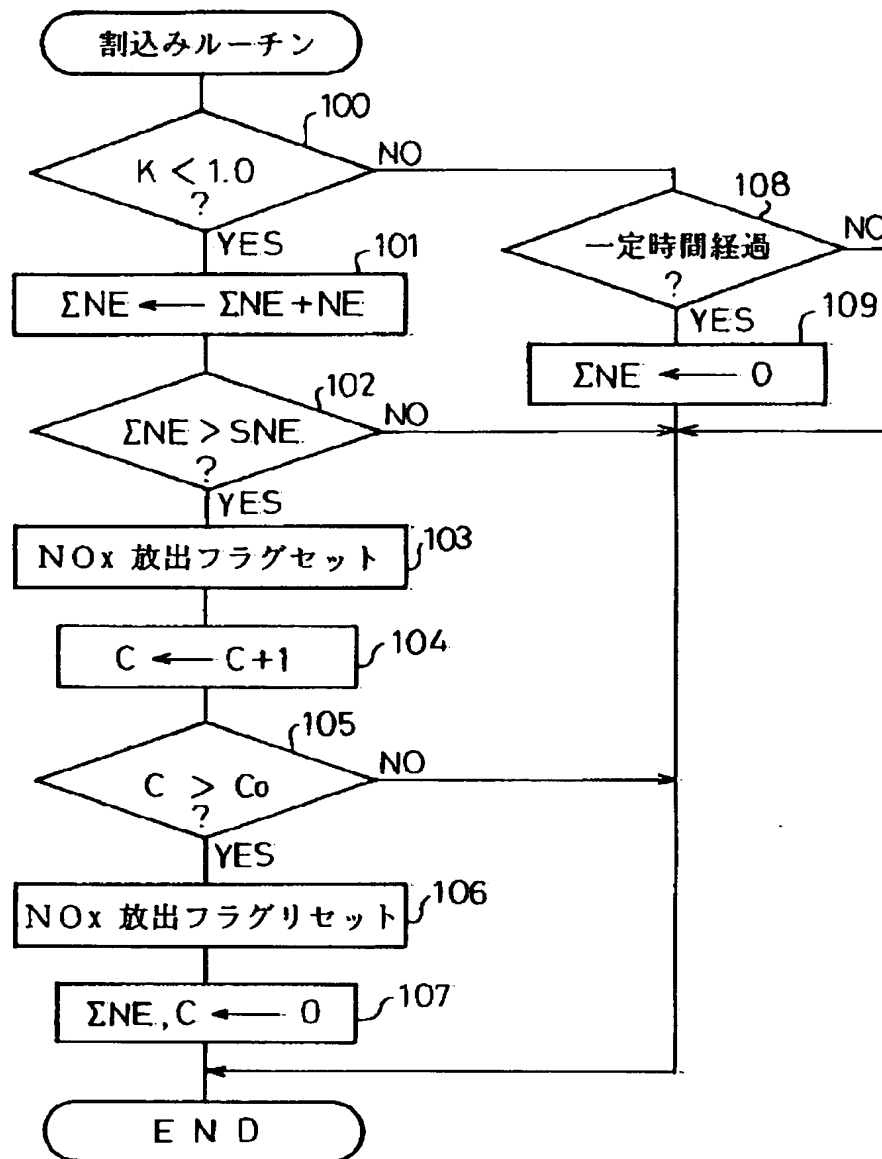 割込みルーチン
100
K < 1.0
?
NO
YES
101
ΣNE ← ΣNE + NE
102
ΣNE > SNE
?
NO
YES
NOx 放出フラグセット
103
C ← C+1
104
105
C > Co
?
NO
YES
NOx 放出フラグリセット
106
ΣNE, C ← 0
107
END
108
一定時間経過
?
NO
YES
109
ΣNE ← 0